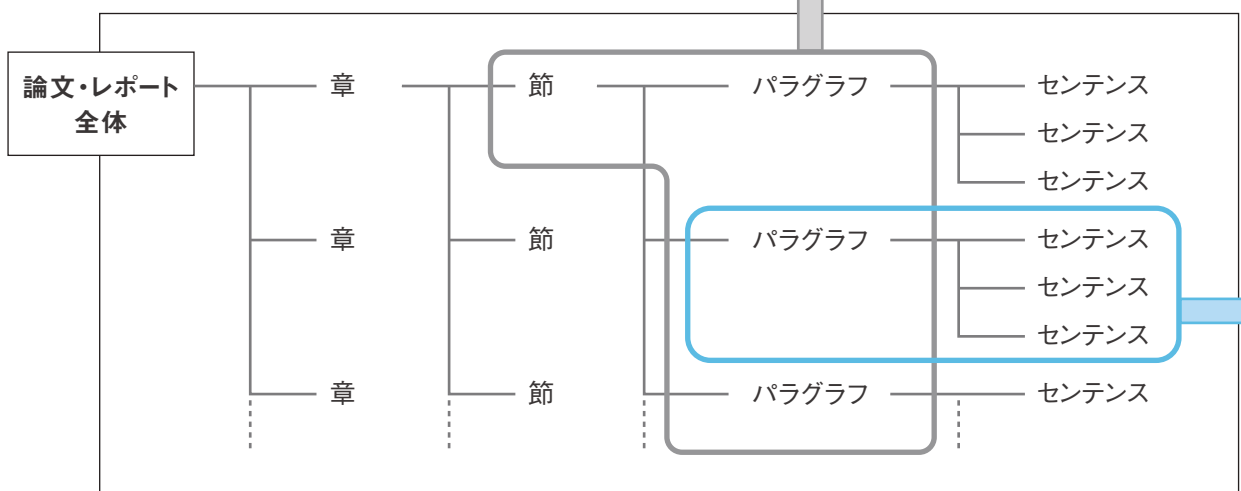 論文・レポート
全体
章
節
パラグラフ
センテンス
センテンス
センテンス
章
節
パラグラフ
センテンス
センテンス
センテンス
章
節
パラグラフ
センテンス